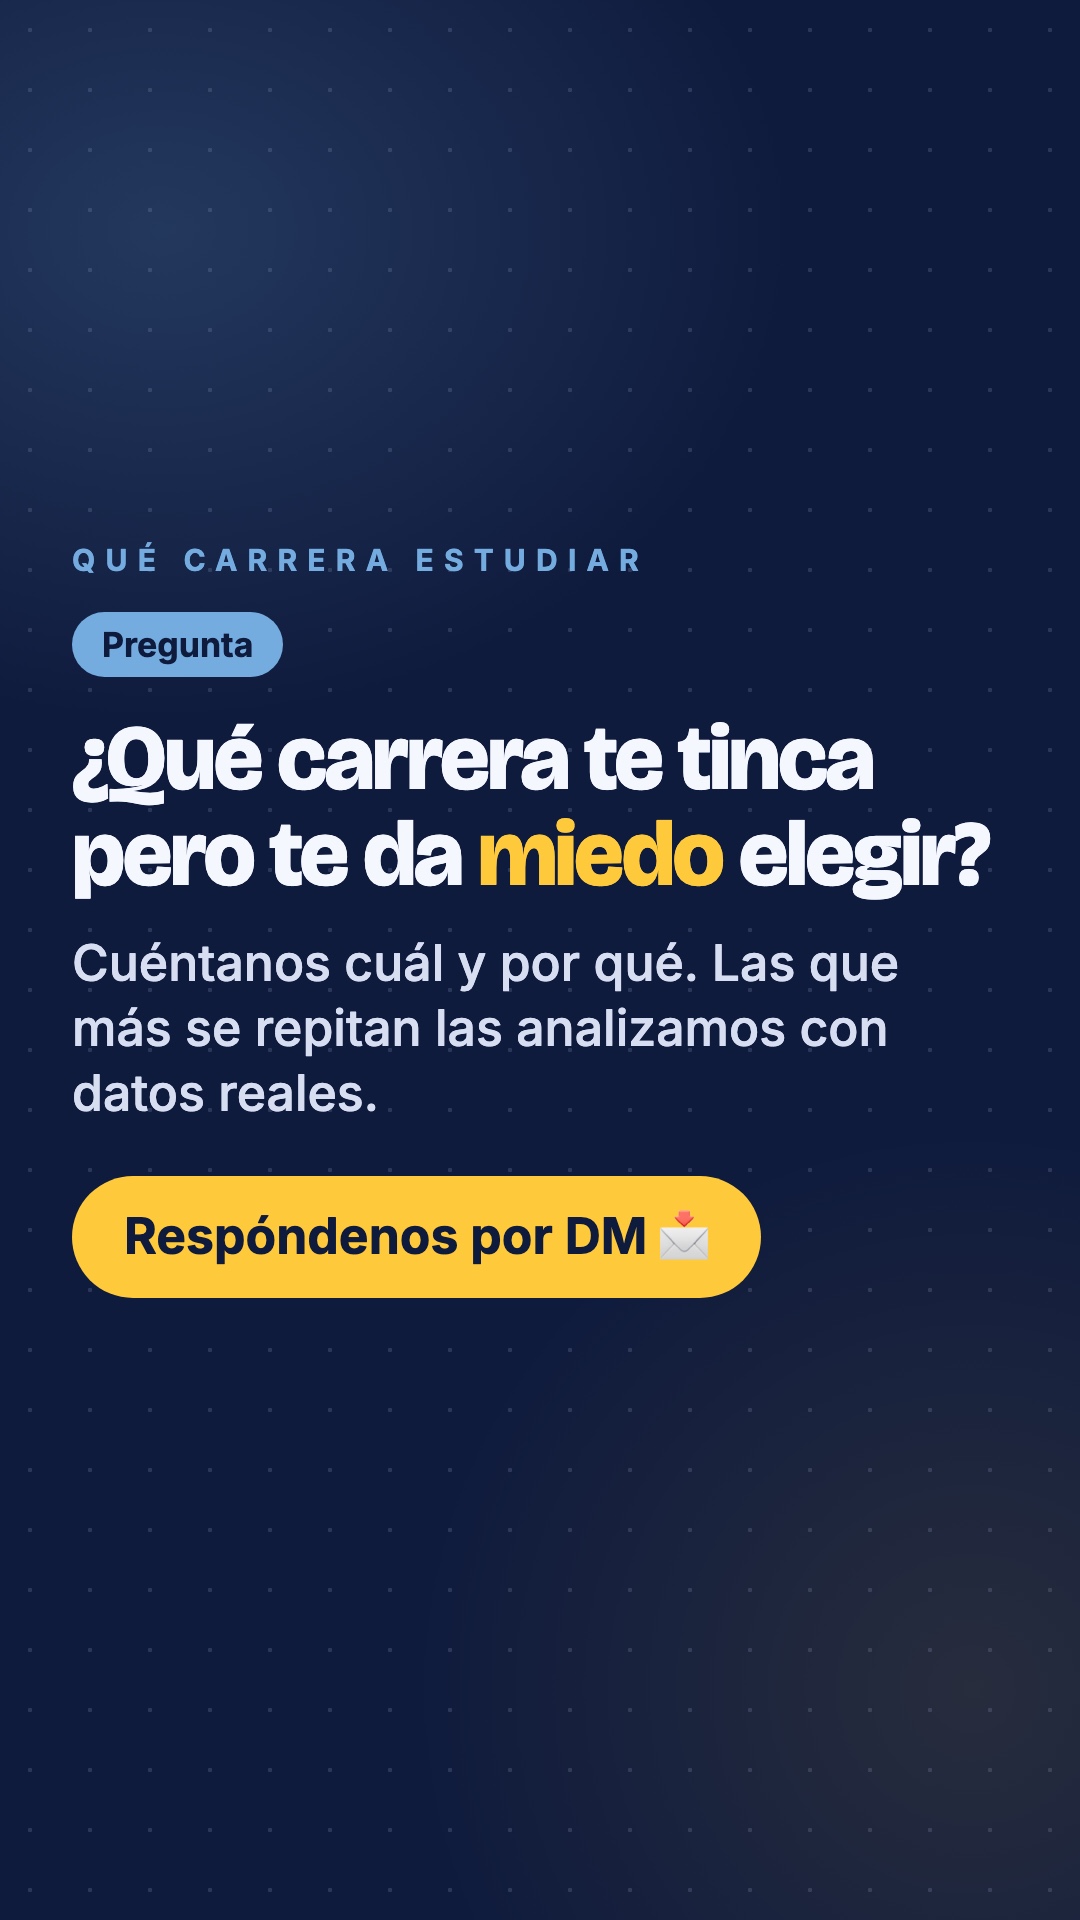 QUÉ CARRERA ESTUDIAR
Pregunta
¿Qué carrera te tinca
pero te da miedo elegir?
Cuéntanos cuál y por qué. Las que
más se repitan las analizamos con
datos reales.
Respóndenos por DM 📩